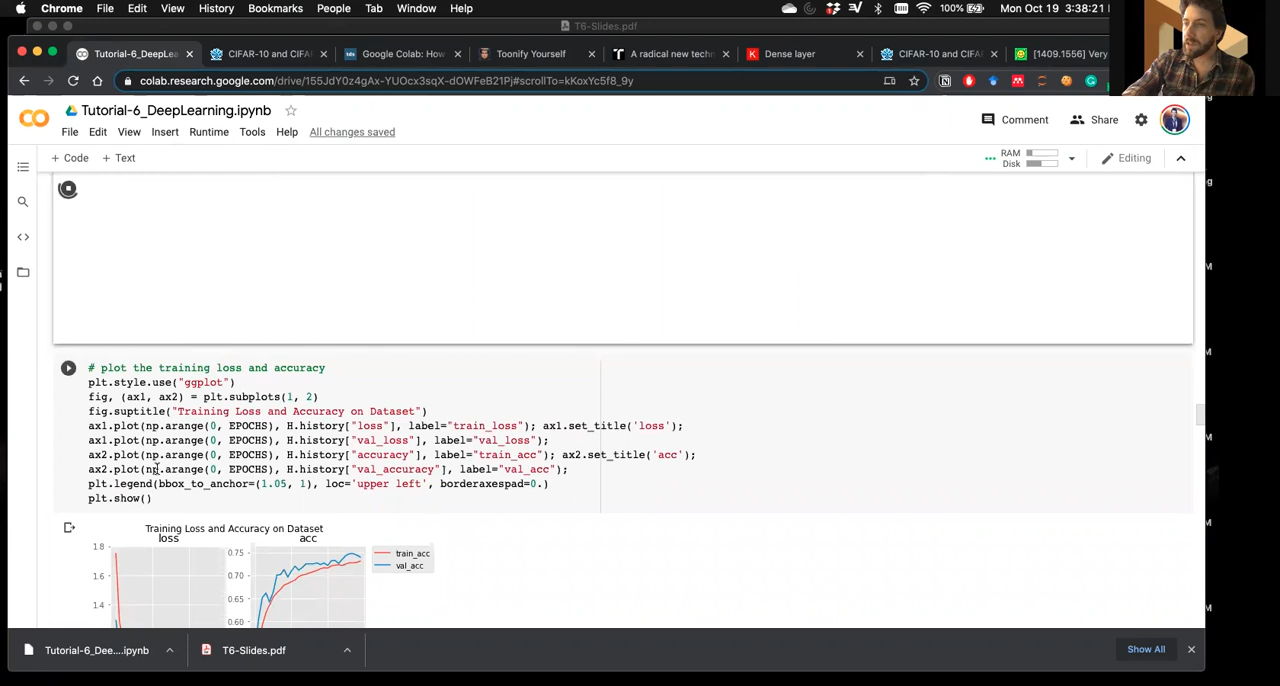 Chrome File Edit View History Bookmarks People Tab Window Help 100% Mon Oct 19 3:38:21
T6-Slides.pdf
Tutorial-6_DeepLea CIFAR-10 and CIF Google Colab: How Toonify Yourself A radical new techn Dense layer CIFAR-10 and CIFA [1409.1556] Very
colab.research.google.com/drive/155JdY0z4gAx-YUOcx3sqX-dOWFeB21Pj#scrollTo=kKoxYc5f8_9y
Tutorial-6_DeepLearning.ipynb
File Edit View Insert Runtime Tools Help All changes saved
Comment Share
+ Code + Text
RAM
Disk
Editing
# plot the training loss and accuracy
plt.style.use("ggplot")
fig, (ax1, ax2) = plt.subplots(1, 2)
fig.suptitle("Training Loss and Accuracy on Dataset")
ax1.plot(np.arange(0, EPOCHS), H.history["loss"], label="train_loss"); ax1.set_title('loss');
ax1.plot(np.arange(0, EPOCHS), H.history["val_loss"], label="val_loss");
ax2.plot(np.arange(0, EPOCHS), H.history["accuracy"], label="train_acc"); ax2.set_title('acc');
ax2.plot(np.arange(0, EPOCHS), H.history["val_accuracy"], label="val_acc");
plt.legend(bbox_to_anchor=(1.05, 1), loc='upper left', borderaxespad=0.)
plt.show()
Training Loss and Accuracy on Dataset
loss acc
1.8
1.6
1.4
0.75
0.70
0.65
0.60
train_acc
val_acc
Tutorial-6_Dee....ipynb T6-Slides.pdf Show All